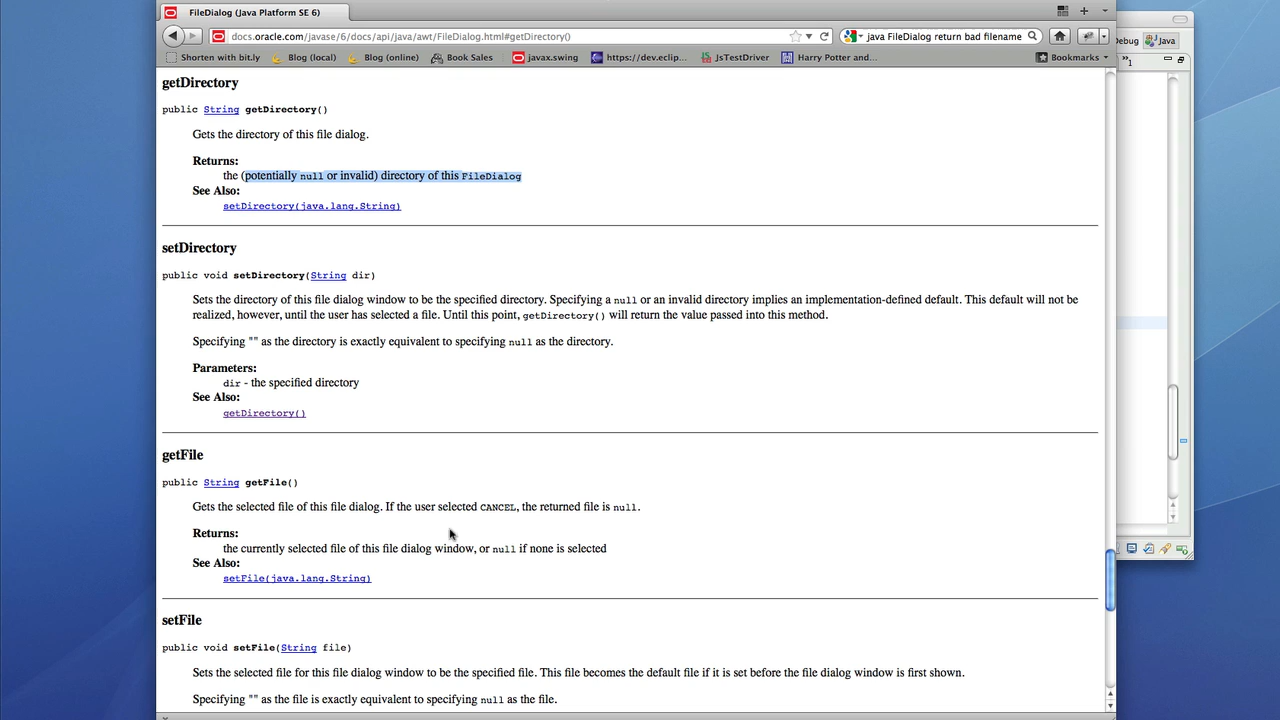 FileDialog (Java Platform SE 6)
docs.oracle.com/javase/6/docs/api/java/awt/FileDialog.html#getDirectory()
java FileDialog return bad filename
Shorten with bit.ly
Blog (local)
Blog (online)
Book Sales
javax.swing
https://dev.eclip...
JsTestDriver
Harry Potter and...
Bookmarks
ebug
Java
»1
getDirectory
public String getDirectory()
Gets the directory of this file dialog.
Returns:
the (potentially null or invalid) directory of this FileDialog
See Also:
setDirectory(java.lang.String)
setDirectory
public void setDirectory(String dir)
Sets the directory of this file dialog window to be the specified directory. Specifying a null or an invalid directory implies an implementation-defined default. This default will not be
realized, however, until the user has selected a file. Until this point, getDirectory() will return the value passed into this method.
Specifying "" as the directory is exactly equivalent to specifying null as the directory.
Parameters:
dir - the specified directory
See Also:
getDirectory()
getFile
public String getFile()
Gets the selected file of this file dialog. If the user selected CANCEL, the returned file is null.
Returns:
the currently selected file of this file dialog window, or null if none is selected
See Also:
setFile(java.lang.String)
setFile
public void setFile(String file)
Sets the selected file for this file dialog window to be the specified file. This file becomes the default file if it is set before the file dialog window is first shown.
Specifying "" as the file is exactly equivalent to specifying null as the file.